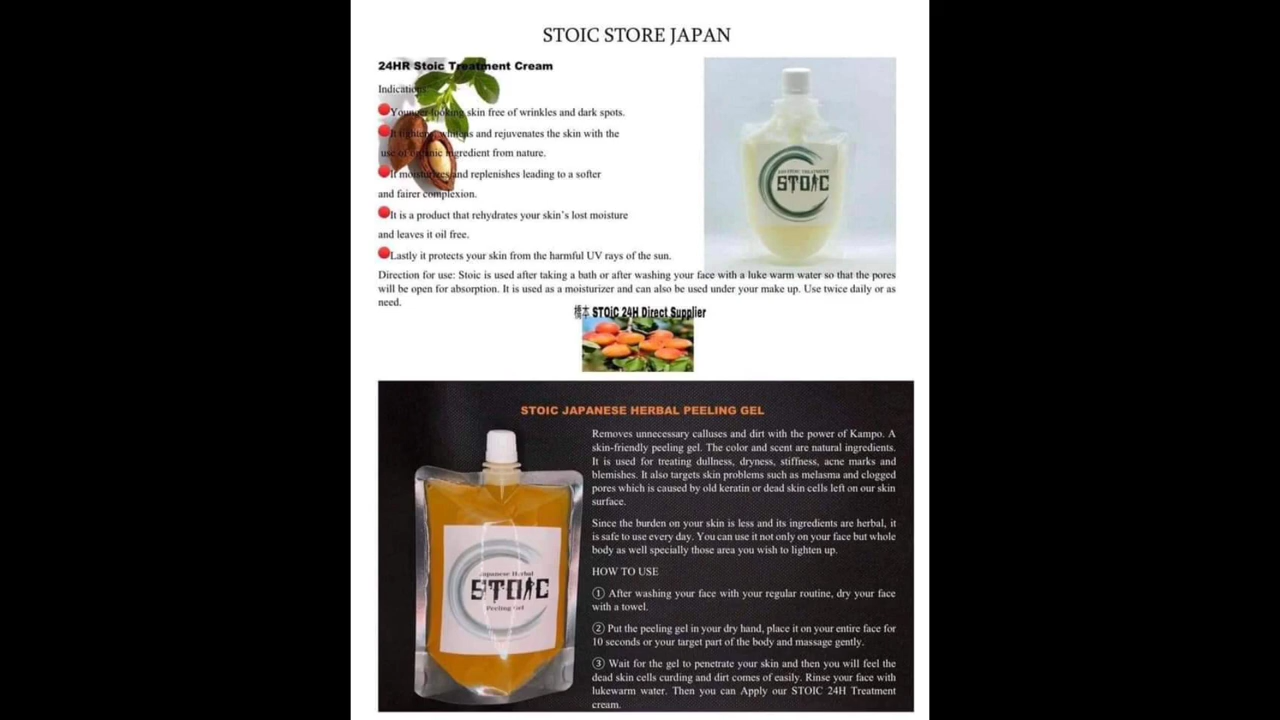 STOIC STORE JAPAN
24HR Stoic Treatment Cream
Indications
Younger looking skin free of wrinkles and dark spots.
It tightens, whitens and rejuvenates the skin with the
use of organic ingredient from nature.
It moisturizes and replenishes leading to a softer
and fairer complexion.
It is a product that rehydrates your skin’s lost moisture
and leaves it oil free.
Lastly it protects your skin from the harmful UV rays of the sun.
STOIC
Direction for use: Stoic is used after taking a bath or after washing your face with a luke warm water so that the pores
will be open for absorption. It is used as a moisturizer and can also be used under your make up. Use twice daily or as
need.
橋本 STOiC 24H Direct Supplier
STOIC JAPANESE HERBAL PEELING GEL
Removes unnecessary calluses and dirt with the power of Kampo. A
skin-friendly peeling gel. The color and scent are natural ingredients.
It is used for treating dullness, dryness, stiffness, acne marks and
blemishes. It also targets skin problems such as melasma and clogged
pores which is caused by old keratin or dead skin cells left on our skin
surface.
Since the burden on your skin is less and its ingredients are herbal, it
is safe to use every day. You can use it not only on your face but whole
body as well specially those area you wish to lighten up.
HOW TO USE
① After washing your face with your regular routine, dry your face
with a towel.
② Put the peeling gel in your dry hand, place it on your entire face for
10 seconds or your target part of the body and massage gently.
③ Wait for the gel to penetrate your skin and then you will feel the
dead skin cells curding and dirt comes of easily. Rinse your face with
lukewarm water. Then you can Apply our STOIC 24H Treatment
cream.
Japanese Herbal
STOIC
Peeling Gel